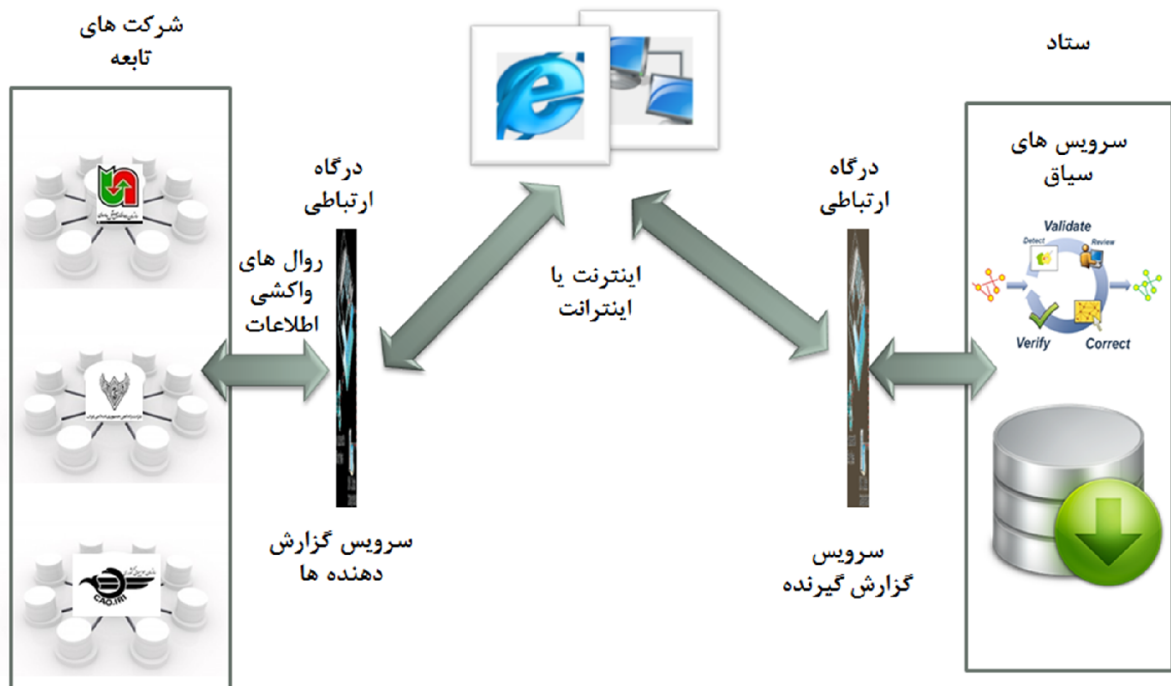 شرکت های
تابعه
ستاد
درگاه
ارتباطی
روال های
واکشی
اطلاعات
اینترنت یا
اینترانت
درگاه
ارتباطی
سرویس های
سیاق
Validate
Detect
Review
Verify
Correct
سرویس گزارش
دهنده ها
سرویس
گزارش گیرنده
CAO.IRI